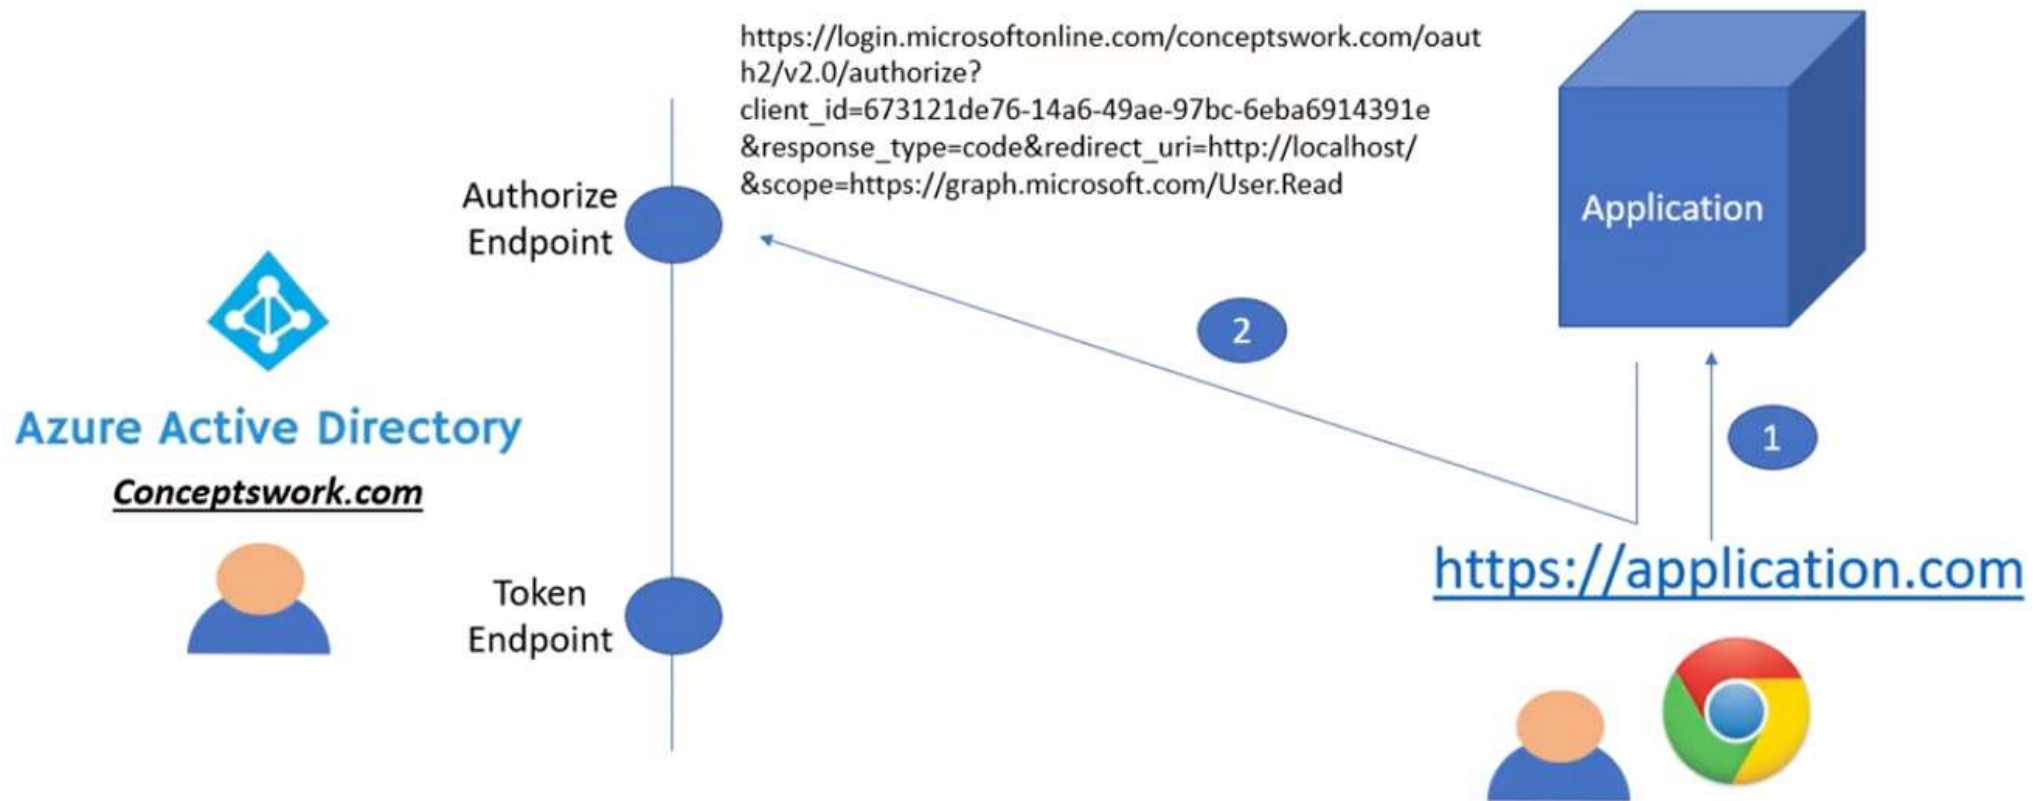 https://login.microsoftonline.com/conceptswork.com/oaut
h2/v2.0/authorize?
client_id=673121de76-14a6-49ae-97bc-6eba6914391e
&response_type=code&redirect_uri=http://localhost/
&scope=https://graph.microsoft.com/User.Read
Authorize
Endpoint
Application
2
1
Azure Active Directory
Conceptswork.com
https://application.com
Token
Endpoint